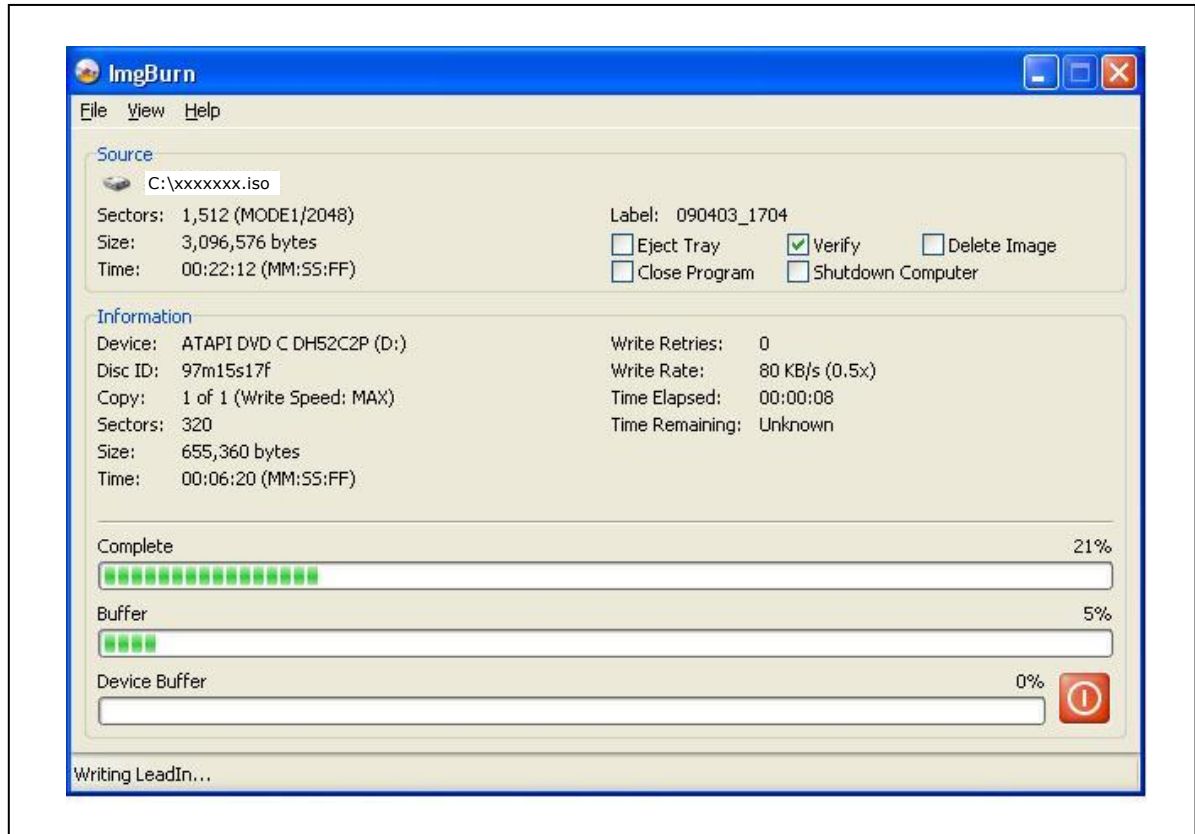 ImgBurn
File View Help
Source
C:\xxxxxxx.iso
Sectors: 1,512 (MODE1/2048)
Size: 3,096,576 bytes
Time: 00:22:12 (MM:SS:FF)
Label: 090403_1704
Eject Tray Verify Delete Image
Close Program Shutdown Computer
Information
Device: ATAPI DVD C DH52C2P (D:)
Disc ID: 97m15s17f
Copy: 1 of 1 (Write Speed: MAX)
Sectors: 320
Size: 655,360 bytes
Time: 00:06:20 (MM:SS:FF)
Write Retries: 0
Write Rate: 80 KB/s (0.5x)
Time Elapsed: 00:00:08
Time Remaining: Unknown
Complete 21%
Buffer 5%
Device Buffer 0%
Writing LeadIn...